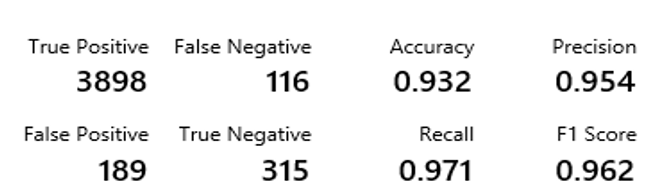 True Positive False Negative Accuracy Precision
3898 116 0.932 0.954
False Positive True Negative Recall F1 Score
189 315 0.971 0.962